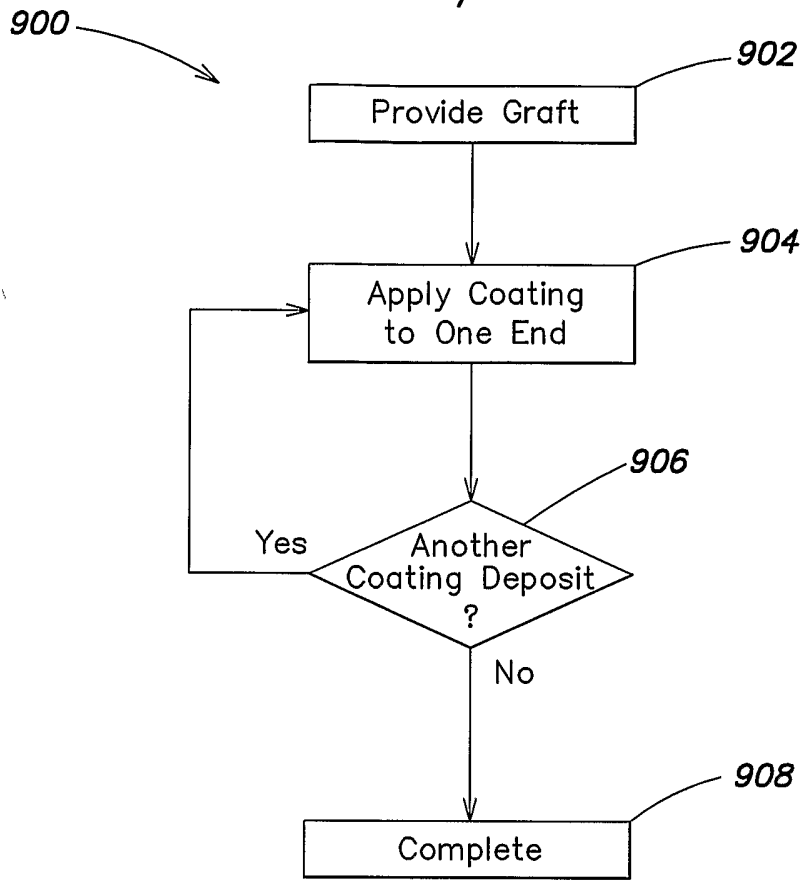 900
902
Provide Graft
904
Apply Coating
to One End
906
Yes
Another
Coating Deposit
?
No
908
Complete